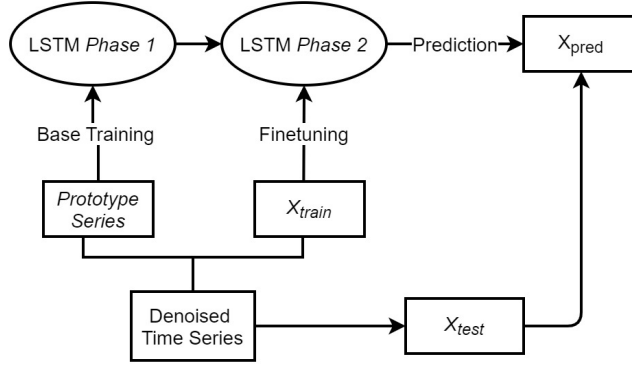 LSTM Phase 1
LSTM Phase 2
Prediction
Xpred
Base Training
Finetuning
Prototype
Series
Xtrain
Denoised
Time Series
Xtest